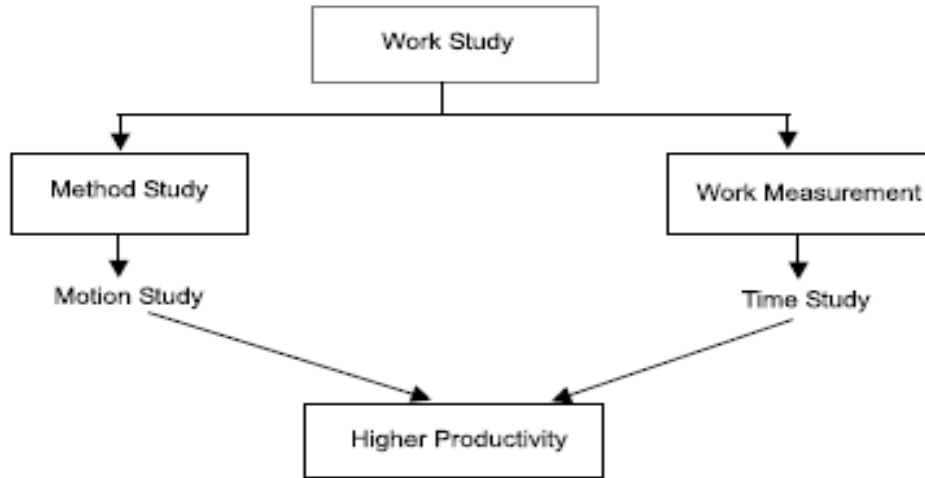 Work Study
Method Study
Work Measurement
Motion Study
Time Study
Higher Productivity